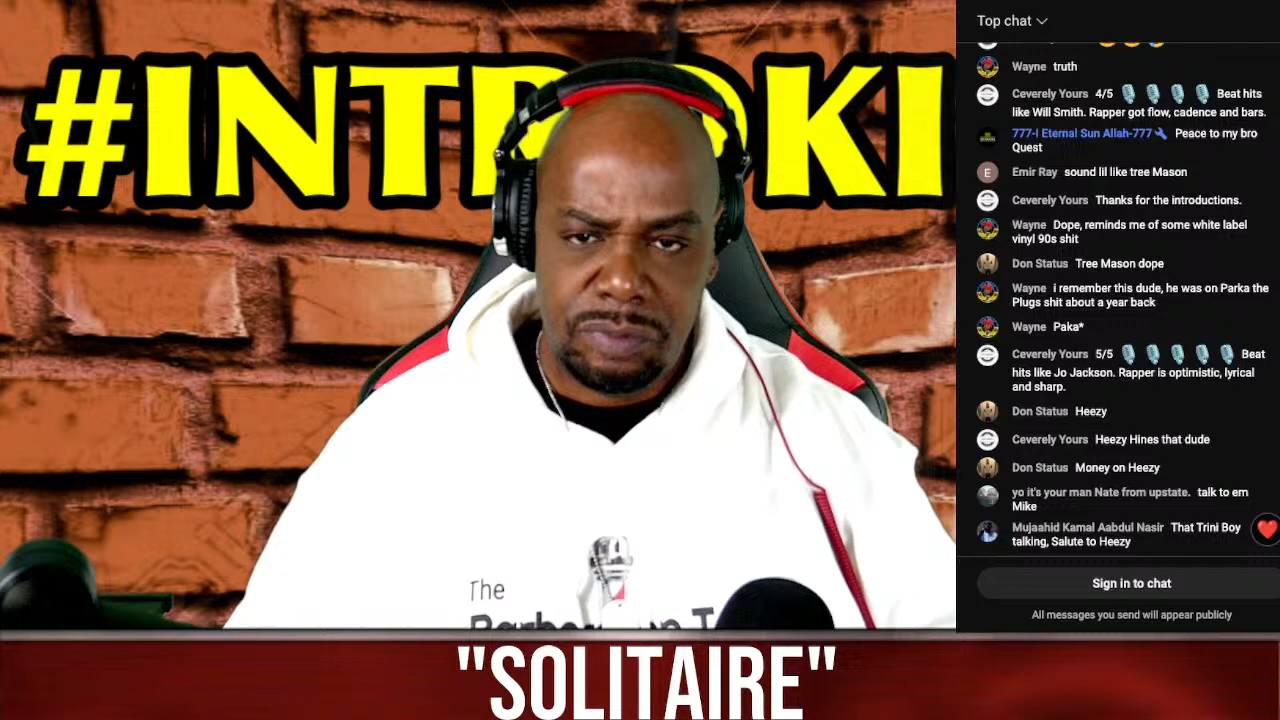 #INTROKI
The
"SOLITAIRE"
Top chat
Wayne truth
Ceverely Yours 4/5 🎙️ 🎙️ 🎙️ 🎙️ Beat hits
like Will Smith. Rapper got flow, cadence and bars.
777-I Eternal Sun Allah-777 Peace to my bro
Quest
E
Emir Ray sound lil like tree Mason
Ceverely Yours Thanks for the introductions.
Wayne Dope, reminds me of some white label
vinyl 90s shit
Don Status Tree Mason dope
Wayne i remember this dude, he was on Parka the
Plugs shit about a year back
Wayne Paka*
Ceverely Yours 5/5 🎙️ 🎙️ 🎙️ 🎙️ 🎙️ Beat
hits like Jo Jackson. Rapper is optimistic, lyrical
and sharp.
Don Status Heezy
Ceverely Yours Heezy Hines that dude
Don Status Money on Heezy
yo it's your man Nate from upstate. talk to em
Mike
Mujaahid Kamal Aabdul Nasir That Trini Boy
talking, Salute to Heezy
Sign in to chat
All messages you send will appear publicly